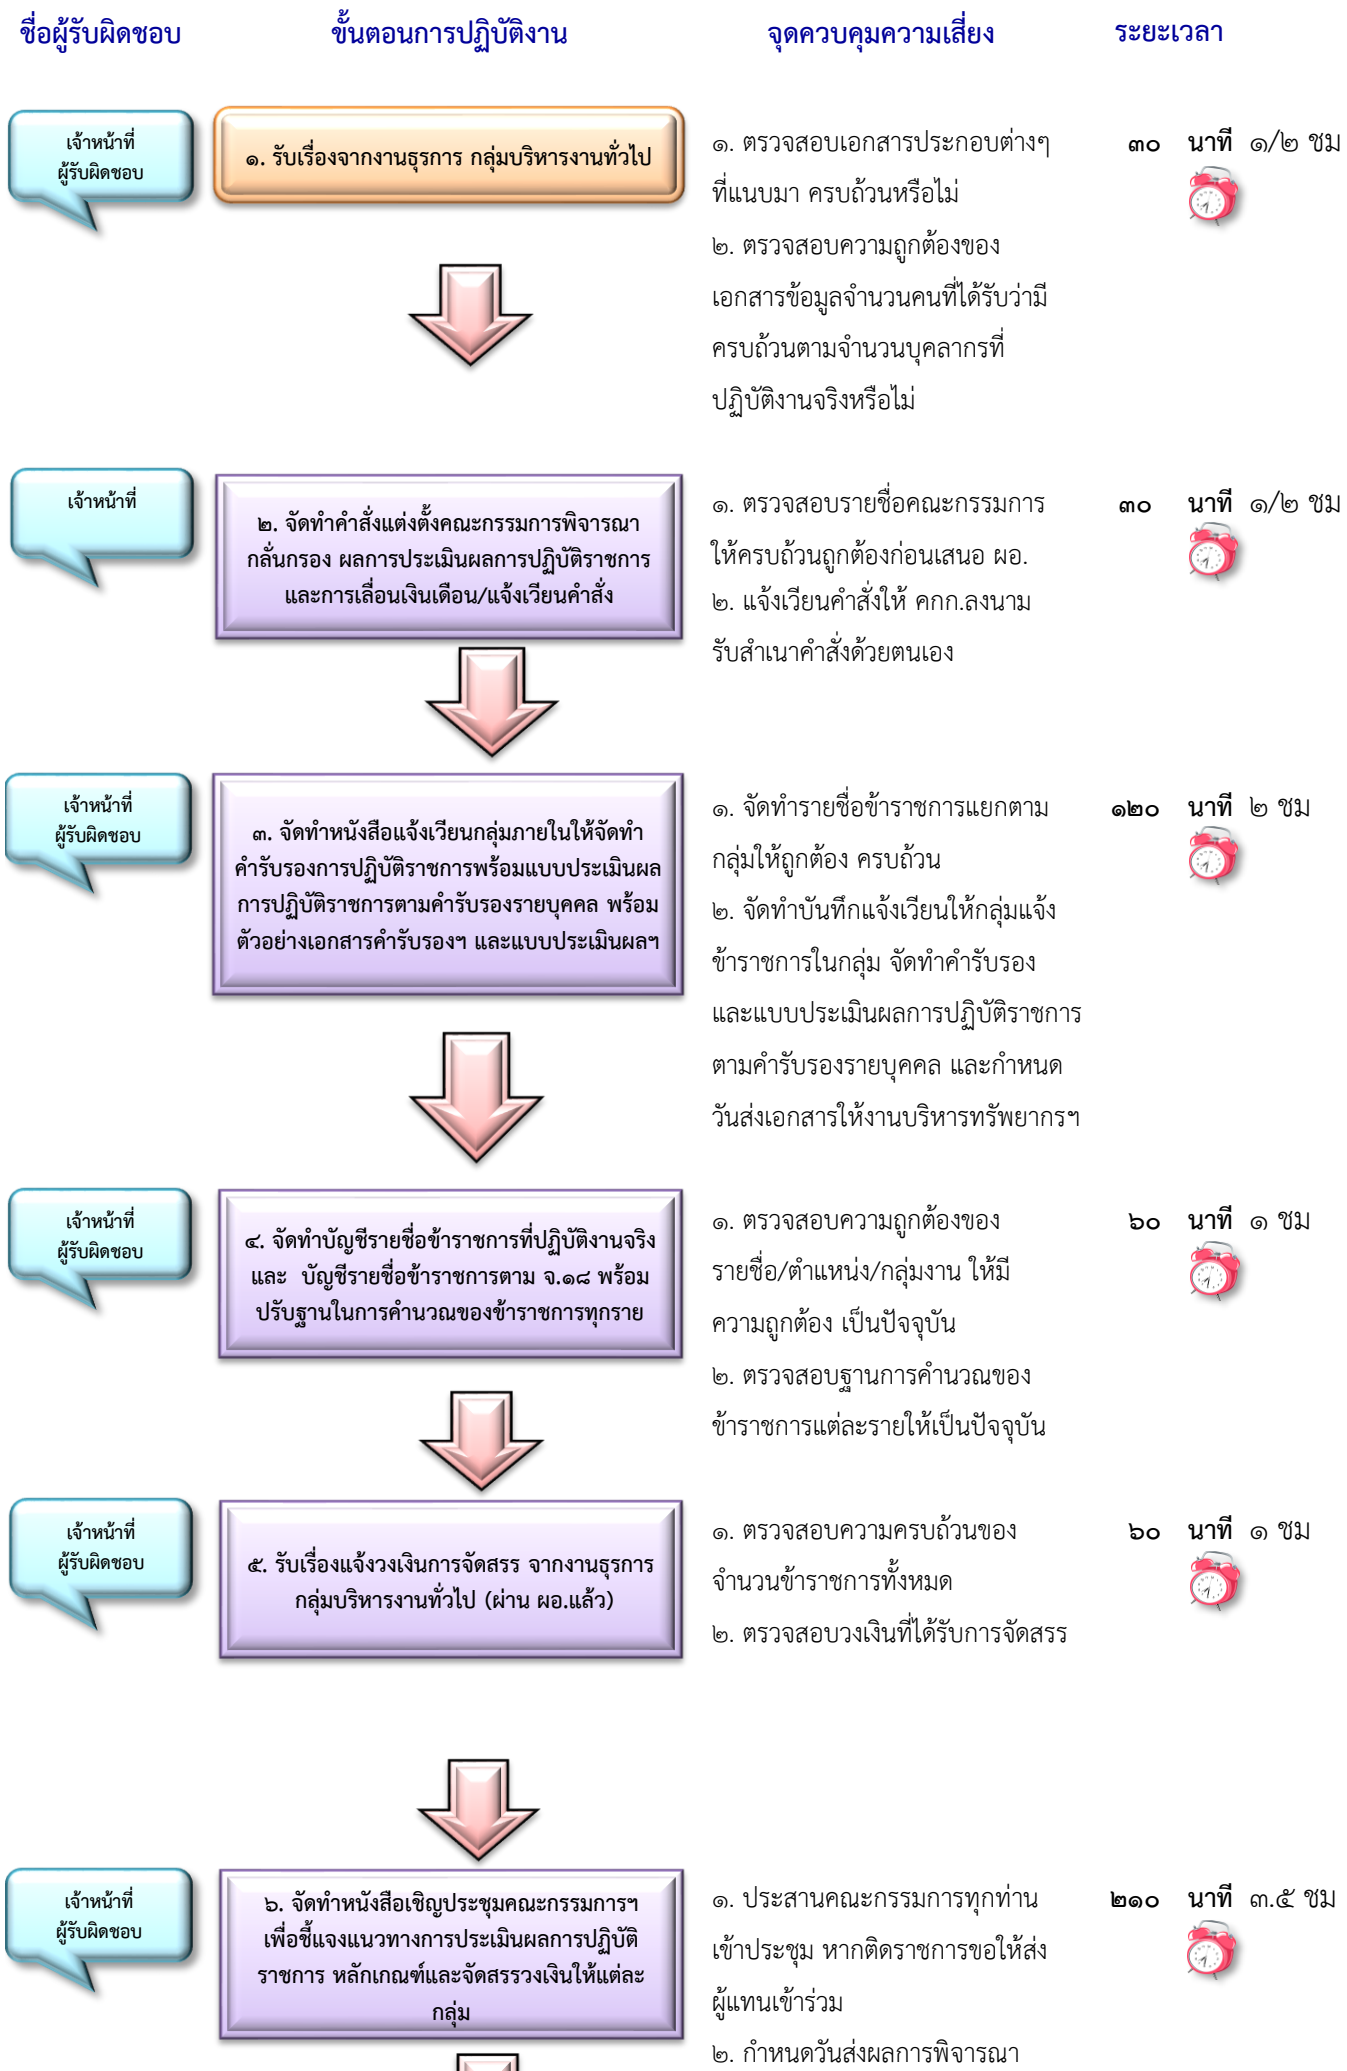 ชื่อผู้รับผิดชอบ ขั้นตอนการปฏิบัติงาน จุดควบคุมความเสี่ยง ระยะเวลา
เจ้าหน้าที่
ผู้รับผิดชอบ
๑. รับเรื่องจากงานธุรการ กลุ่มบริหารงานทั่วไป
๑. ตรวจสอบเอกสารประกอบต่างๆ
ที่แนบมา ครบถ้วนหรือไม่
๒. ตรวจสอบความถูกต้องของ
เอกสารข้อมูลจำนวนคนที่ได้รับว่ามี
ครบถ้วนตามจำนวนบุคลากรที่
ปฏิบัติงานจริงหรือไม่
๓๐ นาที ๑/๒ ชม
เจ้าหน้าที่
๒. จัดทำคำสั่งแต่งตั้งคณะกรรมการพิจารณา
กลั่นกรอง ผลการประเมินผลการปฏิบัติราชการ
และการเลื่อนเงินเดือน/แจ้งเวียนคำสั่ง
๑. ตรวจสอบรายชื่อคณะกรรมการ
ให้ครบถ้วนถูกต้องก่อนเสนอ ผอ.
๒. แจ้งเวียนคำสั่งให้ คกก.ลงนาม
รับสำเนาคำสั่งด้วยตนเอง
๓๐ นาที ๑/๒ ชม
เจ้าหน้าที่
ผู้รับผิดชอบ
๓. จัดทำหนังสือแจ้งเวียนกลุ่มภายในให้จัดทำ
คำรับรองการปฏิบัติราชการพร้อมแบบประเมินผล
การปฏิบัติราชการตามคำรับรองรายบุคคล พร้อม
ตัวอย่างเอกสารคำรับรองฯ และแบบประเมินผลฯ
๑. จัดทำรายชื่อข้าราชการแยกตาม
กลุ่มให้ถูกต้อง ครบถ้วน
๒. จัดทำบันทึกแจ้งเวียนให้กลุ่มแจ้ง
ข้าราชการในกลุ่ม จัดทำคำรับรอง
และแบบประเมินผลการปฏิบัติราชการ
ตามคำรับรองรายบุคคล และกำหนด
วันส่งเอกสารให้งานบริหารทรัพยากรฯ
๑๒๐ นาที ๒ ชม
เจ้าหน้าที่
ผู้รับผิดชอบ
๔. จัดทำบัญชีรายชื่อข้าราชการที่ปฏิบัติงานจริง
และ บัญชีรายชื่อข้าราชการตาม จ.๑๘ พร้อม
ปรับฐานในการคำนวณของข้าราชการทุกราย
๑. ตรวจสอบความถูกต้องของ
รายชื่อ/ตำแหน่ง/กลุ่มงาน ให้มี
ความถูกต้อง เป็นปัจจุบัน
๒. ตรวจสอบฐานการคำนวณของ
ข้าราชการแต่ละรายให้เป็นปัจจุบัน
๖๐ นาที ๑ ชม
เจ้าหน้าที่
ผู้รับผิดชอบ
๕. รับเรื่องแจ้งวงเงินการจัดสรร จากงานธุรการ
กลุ่มบริหารงานทั่วไป (ผ่าน ผอ.แล้ว)
๑. ตรวจสอบความครบถ้วนของ
จำนวนข้าราชการทั้งหมด
๒. ตรวจสอบวงเงินที่ได้รับการจัดสรร
๖๐ นาที ๑ ชม
เจ้าหน้าที่
ผู้รับผิดชอบ
๖. จัดทำหนังสือเชิญประชุมคณะกรรมการฯ
เพื่อชี้แจงแนวทางการประเมินผลการปฏิบัติ
ราชการ หลักเกณฑ์และจัดสรรวงเงินให้แต่ละ
กลุ่ม
๑. ประสานคณะกรรมการทุกท่าน
เข้าประชุม หากติดราชการขอให้ส่ง
ผู้แทนเข้าร่วม
๒. กำหนดวันส่งผลการพิจารณา
๒๑๐ นาที ๓.๕ ชม